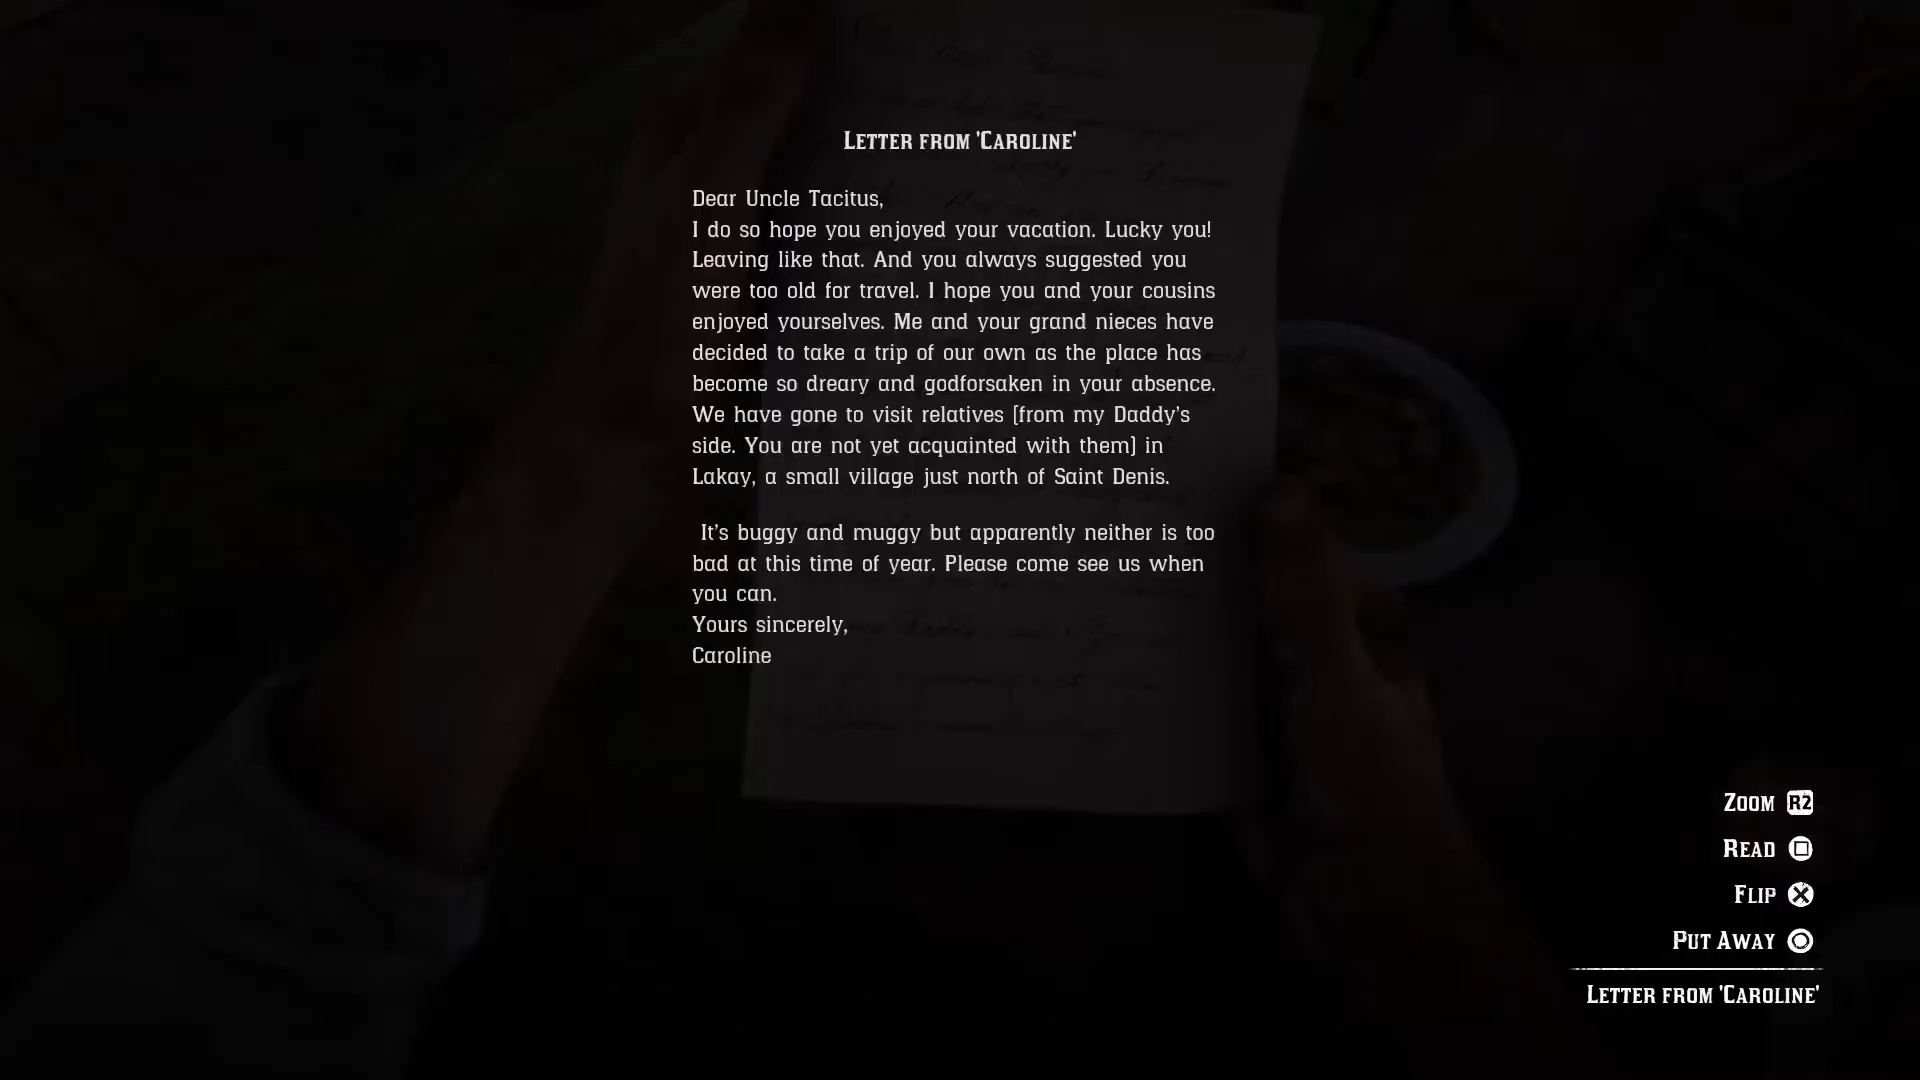 Letter from 'Caroline'
Dear Uncle Tacitus,
I do so hope you enjoyed your vacation. Lucky you!
Leaving like that. And you always suggested you
were too old for travel. I hope you and your cousins
enjoyed yourselves. Me and your grand nieces have
decided to take a trip of our own as the place has
become so dreary and godforsaken in your absence.
We have gone to visit relatives (from my Daddy's
side. You are not yet acquainted with them) in
Lakay, a small village just north of Saint Denis.
It's buggy and muggy but apparently neither is too
bad at this time of year. Please come see us when
you can.
Yours sincerely,
Caroline
Zoom R2
Read
Flip
Put Away
Letter from 'Caroline'